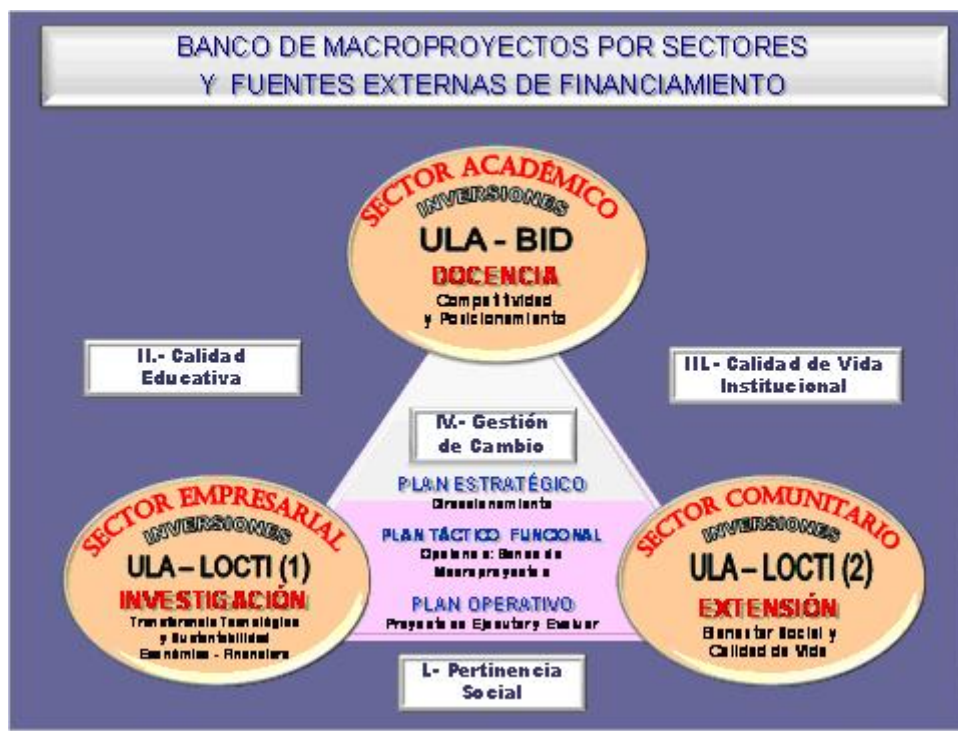 BANCO DE MACROPROYECTOS POR SECTORES
Y FUENTES EXTERNAS DE FINANCIAMIENTO
SECTOR ACADÉMICO
INVERSIONES
ULA - BID
DOCENCIA
Competitividad
y Posicionamiento
II.- Calidad
Educativa
III.- Calidad de Vida
Institucional
IV.- Gestión
de Cambio
PLAN ESTRATÉGICO
Direccionamiento
PLAN TÁCTICO FUNCIONAL
Opciones: Banco de
Macroproyectos
PLAN OPERATIVO
Proyectos Ejecutar y Evaluar
SECTOR EMPRESARIAL
INVERSIONES
ULA – LOCTI (1)
INVESTIGACIÓN
Transferencia Tecnológica
y Sustentabilidad
Económica - Financiera
SECTOR COMUNITARIO
INVERSIONES
ULA – LOCTI (2)
EXTENSIÓN
Bienestar Social y
Calidad de Vida
I.- Pertinencia
Social